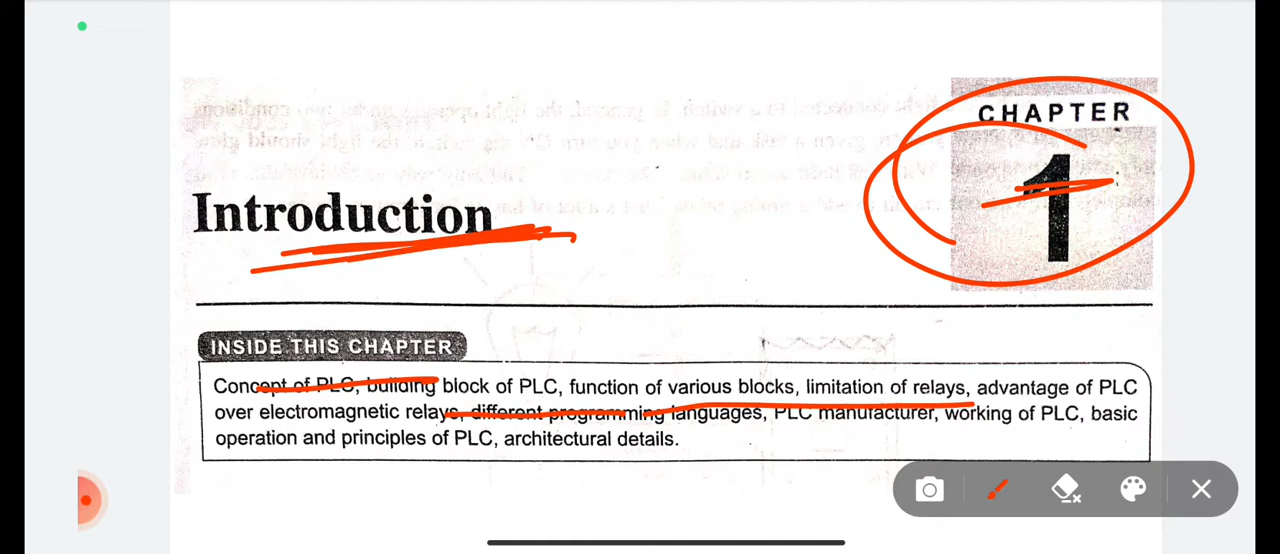 CHAPTER
1
Introduction
INSIDE THIS CHAPTER
Concept of PLC, building block of PLC, function of various blocks, limitation of relays, advantage of PLC
over electromagnetic relays, different programming languages, PLC manufacturer, working of PLC, basic
operation and principles of PLC, architectural details.